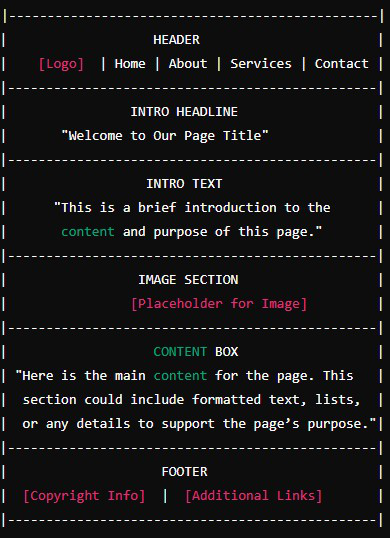 HEADER
[Logo] | Home | About | Services | Contact |
INTRO HEADLINE
"Welcome to Our Page Title"
INTRO TEXT
"This is a brief introduction to the
content and purpose of this page."
IMAGE SECTION
[Placeholder for Image]
CONTENT BOX
"Here is the main content for the page. This
section could include formatted text, lists,
or any details to support the page’s purpose."
FOOTER
[Copyright Info] | [Additional Links]